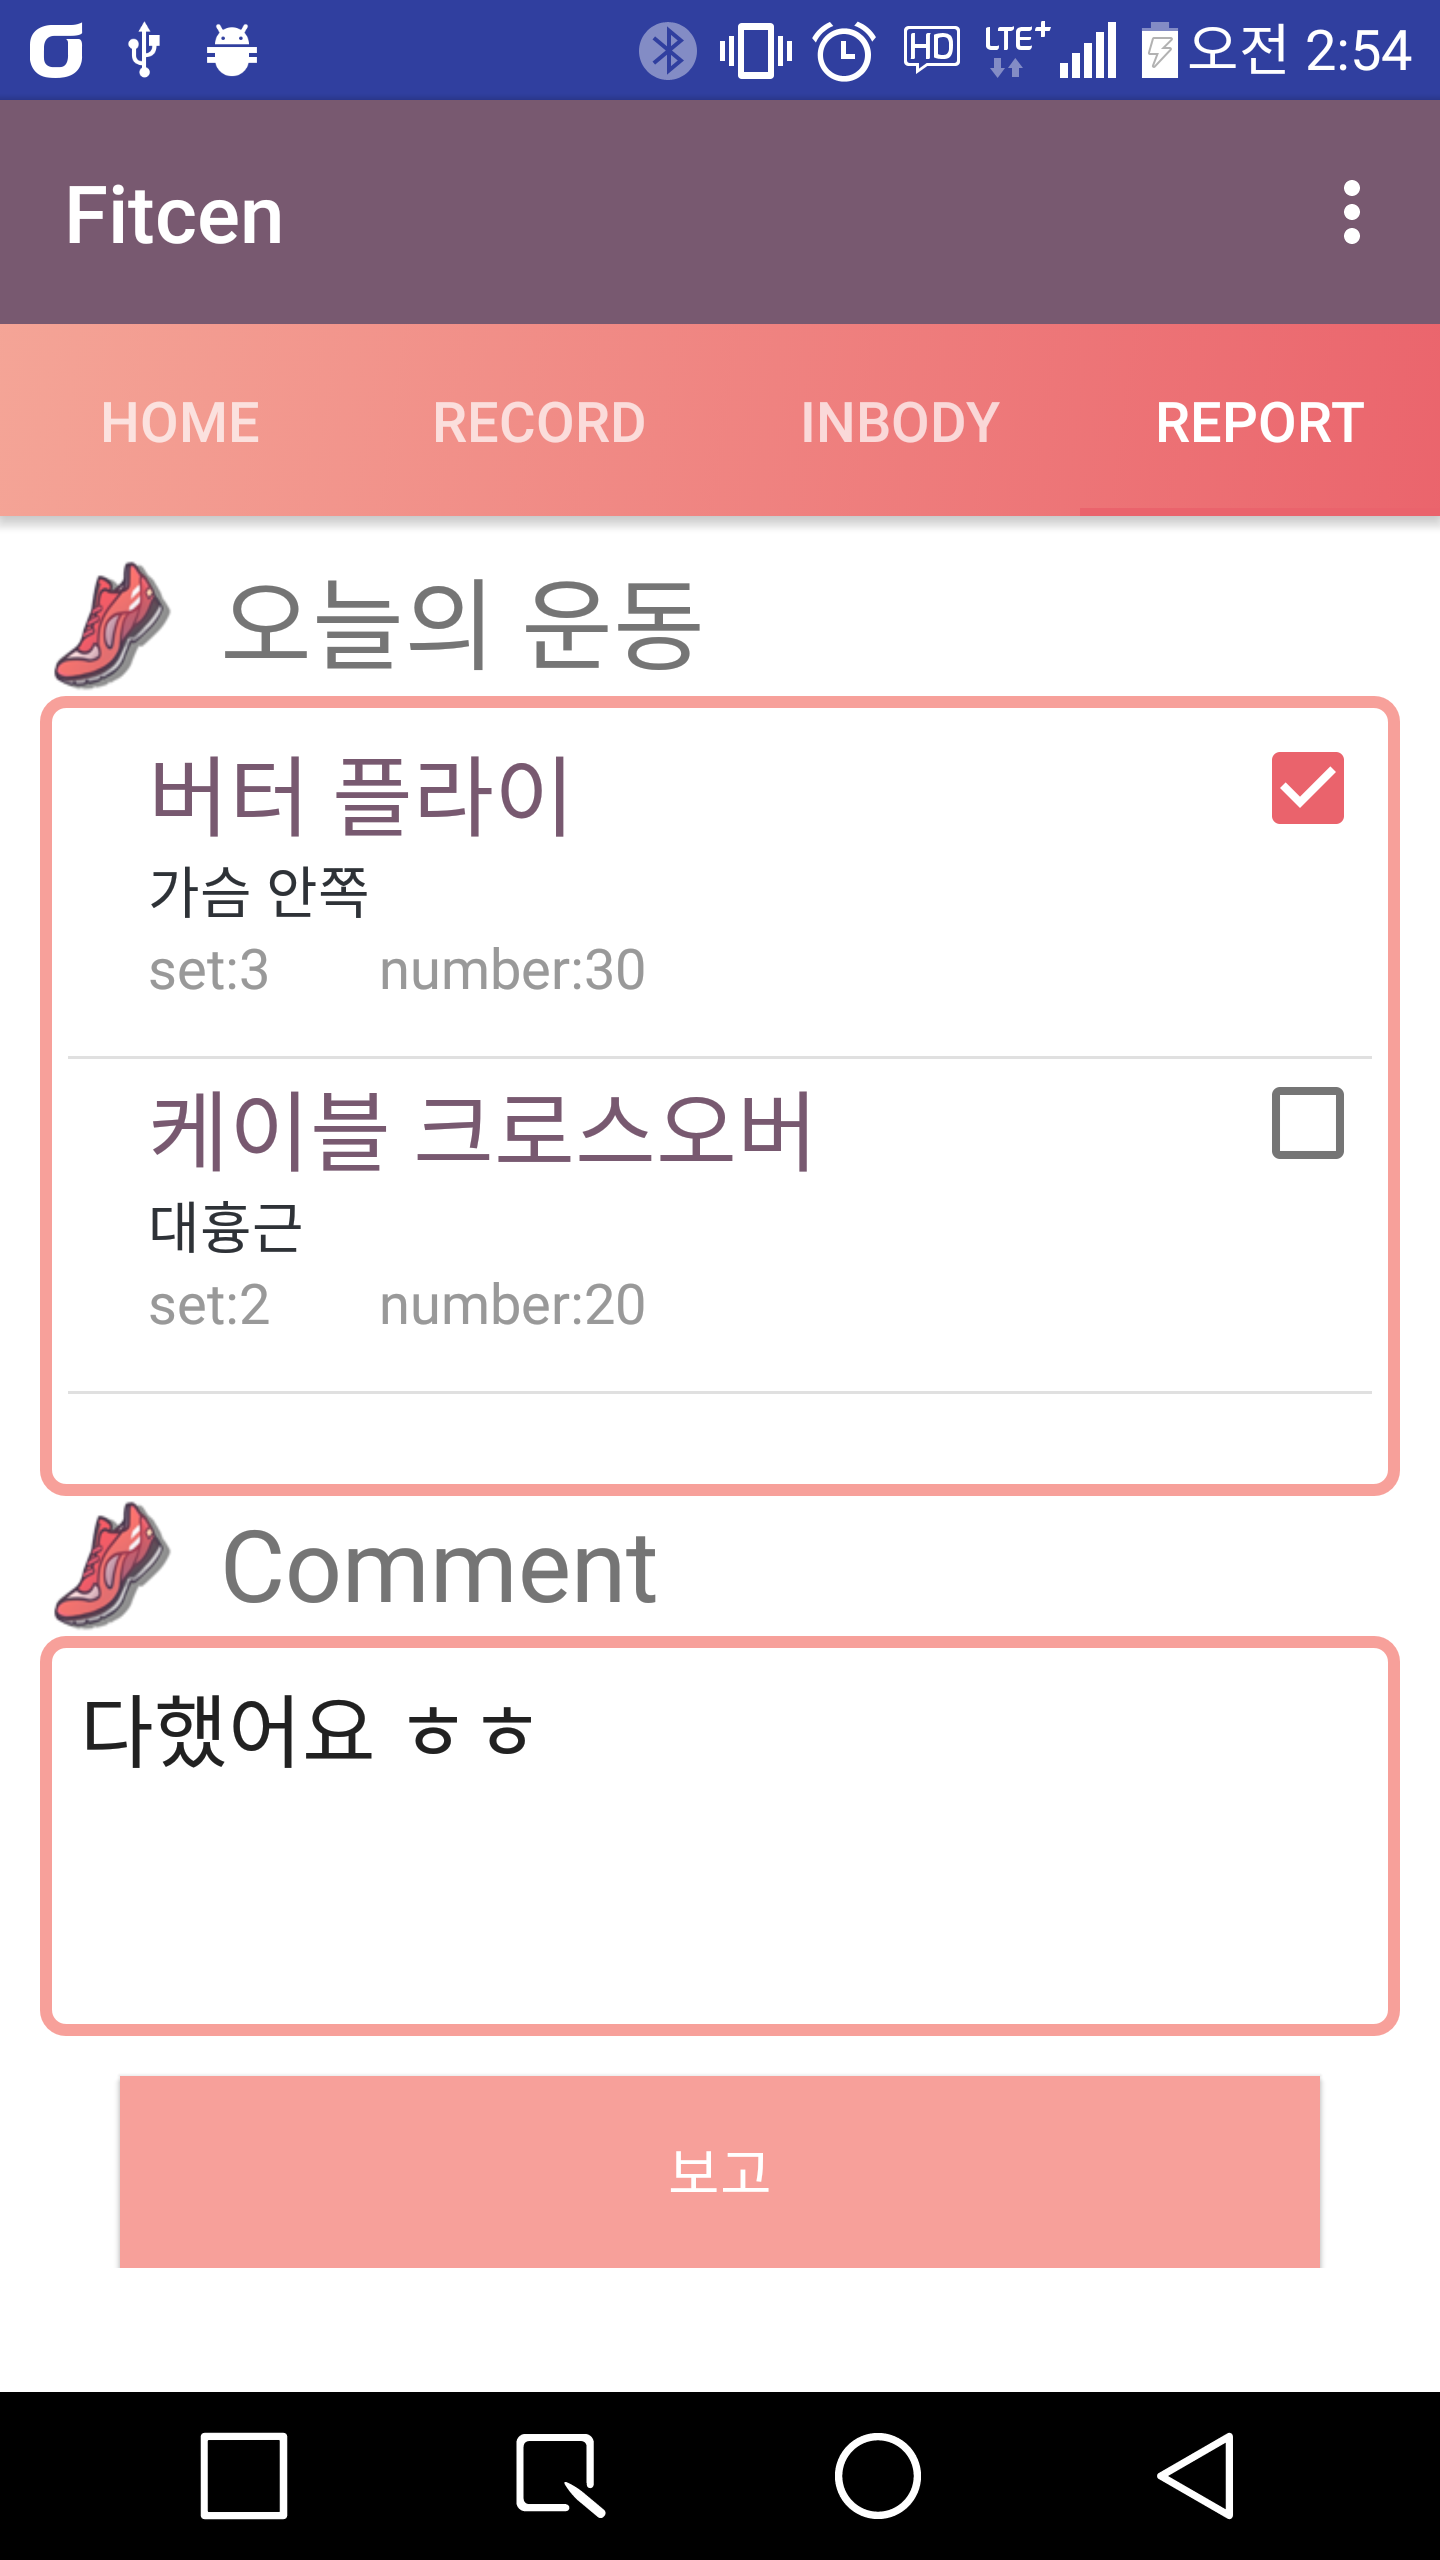 HD LTE+ 오전 2:54
Fitcen
HOME RECORD INBODY REPORT
오늘의 운동
버터 플라이
가슴 안쪽
set:3 number:30
케이블 크로스오버
대흉근
set:2 number:20
Comment
다했어요 ㅎㅎ
보고